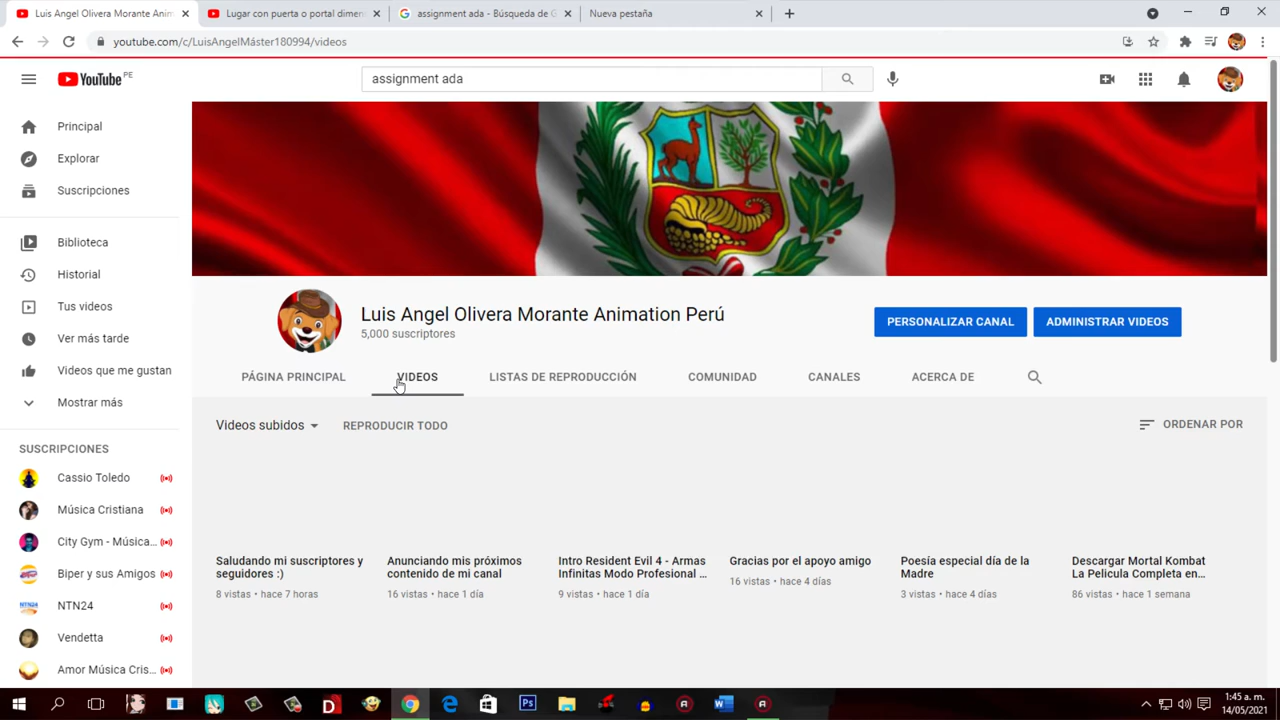 Luis Angel Olivera Morante Anim
Lugar con puerta o portal dimen
assignment ada - Búsqueda de G
Nueva pestaña
youtube.com/c/LuisAngelMáster180994/videos
YouTube PE
assignment ada
Principal
Explorar
Suscripciones
Biblioteca
Historial
Tus videos
Ver más tarde
Videos que me gustan
Mostrar más
SUSCRIPCIONES
Cassio Toledo
Música Cristiana
City Gym - Música...
Biper y sus Amigos
NTN24
Vendetta
Amor Música Cris...
Luis Angel Olivera Morante Animation Perú
5,000 suscriptores
PERSONALIZAR CANAL
ADMINISTRAR VIDEOS
PÁGINA PRINCIPAL
VIDEOS
LISTAS DE REPRODUCCIÓN
COMUNIDAD
CANALES
ACERCA DE
Videos subidos
REPRODUCIR TODO
ORDENAR POR
Saludando mi suscriptores y
seguidores :)
8 vistas • hace 7 horas
Anunciando mis próximos
contenido de mi canal
16 vistas • hace 1 día
Intro Resident Evil 4 - Armas
Infinitas Modo Profesional ...
9 vistas • hace 1 día
Gracias por el apoyo amigo
16 vistas • hace 4 días
Poesía especial día de la
Madre
3 vistas • hace 4 días
Descargar Mortal Kombat
La Pelicula Completa en...
86 vistas • hace 1 semana
1:45 a. m.
14/05/2021